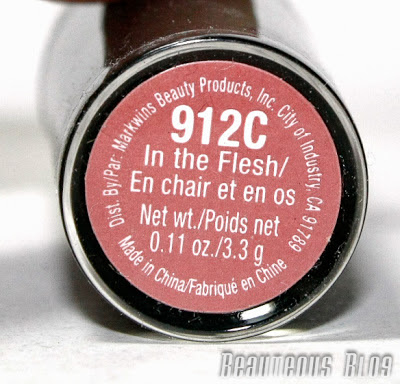 Dist. By/Par: Markwins Beauty Products, Inc. City of Industry, CA 91789
912C
In the Flesh/
En chair et en os
Net wt./Poids net
0.11 oz./3.3 g
Made in China/Fabriqué en Chine
Beauteous Blog